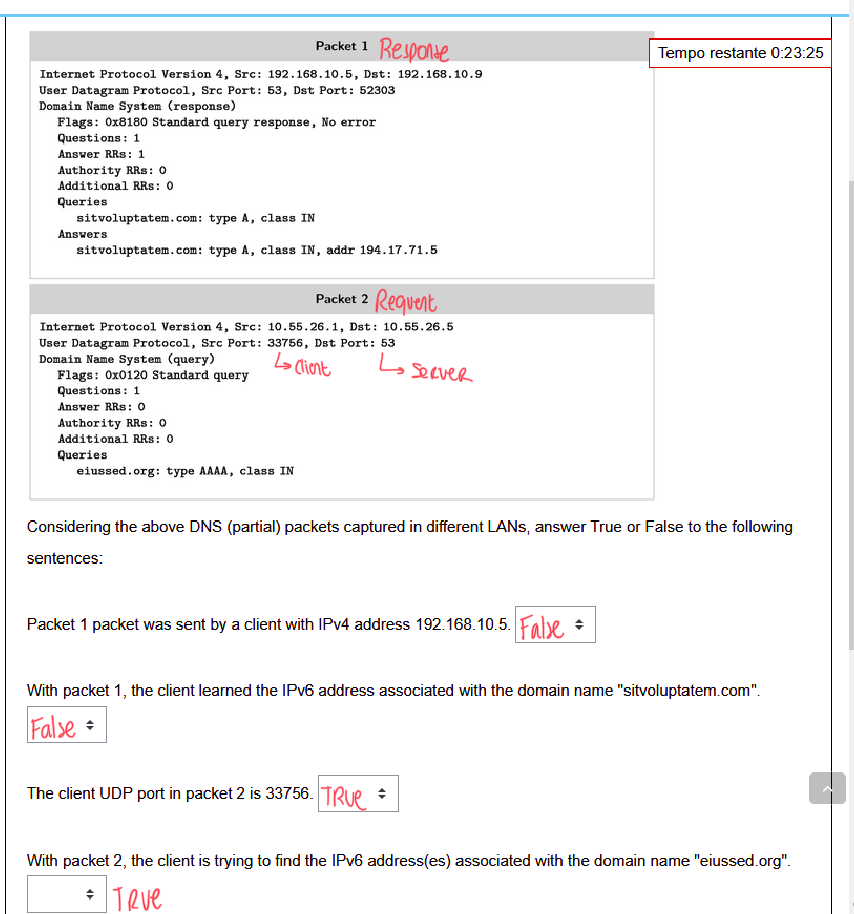 Packet 1 Response
Tempo restante 0:23:25
Internet Protocol Version 4, Src: 192.168.10.5, Dst: 192.168.10.9
User Datagram Protocol, Src Port: 53, Dst Port: 52303
Domain Name System (response)
Flags: 0x8180 Standard query response, No error
Questions: 1
Answer RRs: 1
Authority RRs: 0
Additional RRs: 0
Queries
sitvoluptatem.com: type A, class IN
Answers
sitvoluptatem.com: type A, class IN, addr 194.17.71.5
Packet 2 Request
Internet Protocol Version 4, Src: 10.55.26.1, Dst: 10.55.26.5
User Datagram Protocol, Src Port: 33756, Dst Port: 53
Domain Name System (query) ↳ Client ↳ SERVER
Flags: 0x0120 Standard query
Questions: 1
Answer RRs: 0
Authority RRs: 0
Additional RRs: 0
Queries
eiussed.org: type AAAA, class IN
Considering the above DNS (partial) packets captured in different LANs, answer True or False to the following
sentences:
Packet 1 packet was sent by a client with IPv4 address 192.168.10.5. False
With packet 1, the client learned the IPv6 address associated with the domain name "sitvoluptatem.com".
False
The client UDP port in packet 2 is 33756. TRUe
With packet 2, the client is trying to find the IPv6 address(es) associated with the domain name "eiussed.org".
TRUe